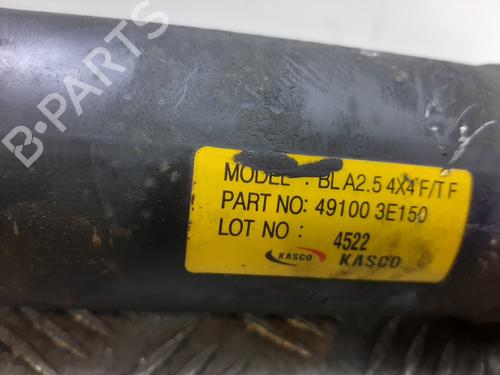 B-PARTS
MODEL : BL A2.5 4X4 F/T F
PART NO: 49100 3E150
LOT NO : 4522
KASCO KASCO